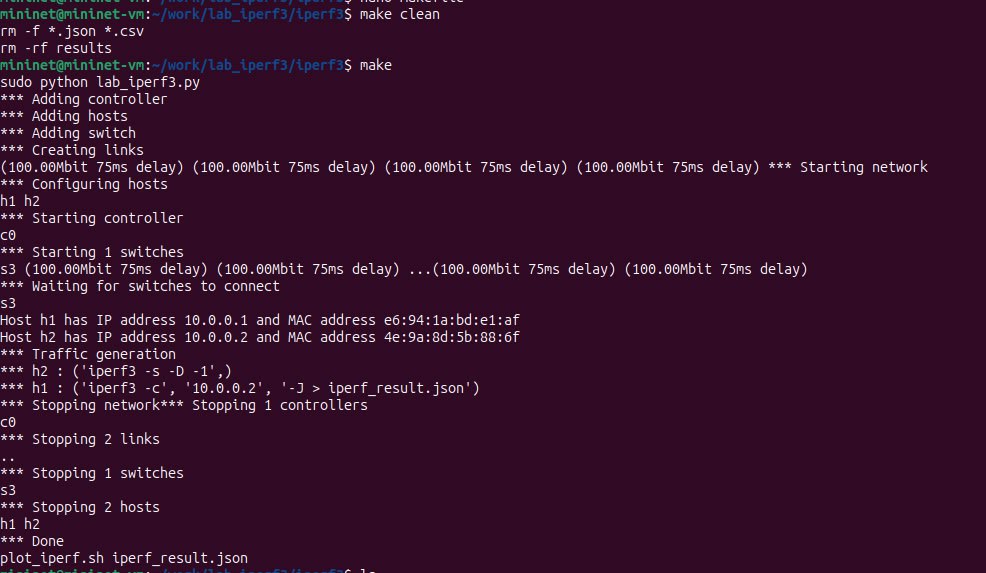 mininet@mininet-vm:~/work/lab_iperf3/iperf3$ make clean
rm -f *.json *.csv
rm -rf results
mininet@mininet-vm:~/work/lab_iperf3/iperf3$ make
sudo python lab_iperf3.py
*** Adding controller
*** Adding hosts
*** Adding switch
*** Creating links
(100.00Mbit 75ms delay) (100.00Mbit 75ms delay) (100.00Mbit 75ms delay) (100.00Mbit 75ms delay) *** Starting network
*** Configuring hosts
h1 h2
*** Starting controller
c0
*** Starting 1 switches
s3 (100.00Mbit 75ms delay) (100.00Mbit 75ms delay) ...(100.00Mbit 75ms delay) (100.00Mbit 75ms delay)
*** Waiting for switches to connect
s3
Host h1 has IP address 10.0.0.1 and MAC address e6:94:1a:bd:e1:af
Host h2 has IP address 10.0.0.2 and MAC address 4e:9a:8d:5b:88:6f
*** Traffic generation
*** h2 : ('iperf3 -s -D -1',)
*** h1 : ('iperf3 -c', '10.0.0.2', '-J > iperf_result.json')
*** Stopping network*** Stopping 1 controllers
c0
*** Stopping 2 links
..
*** Stopping 1 switches
s3
*** Stopping 2 hosts
h1 h2
*** Done
plot_iperf.sh iperf_result.json